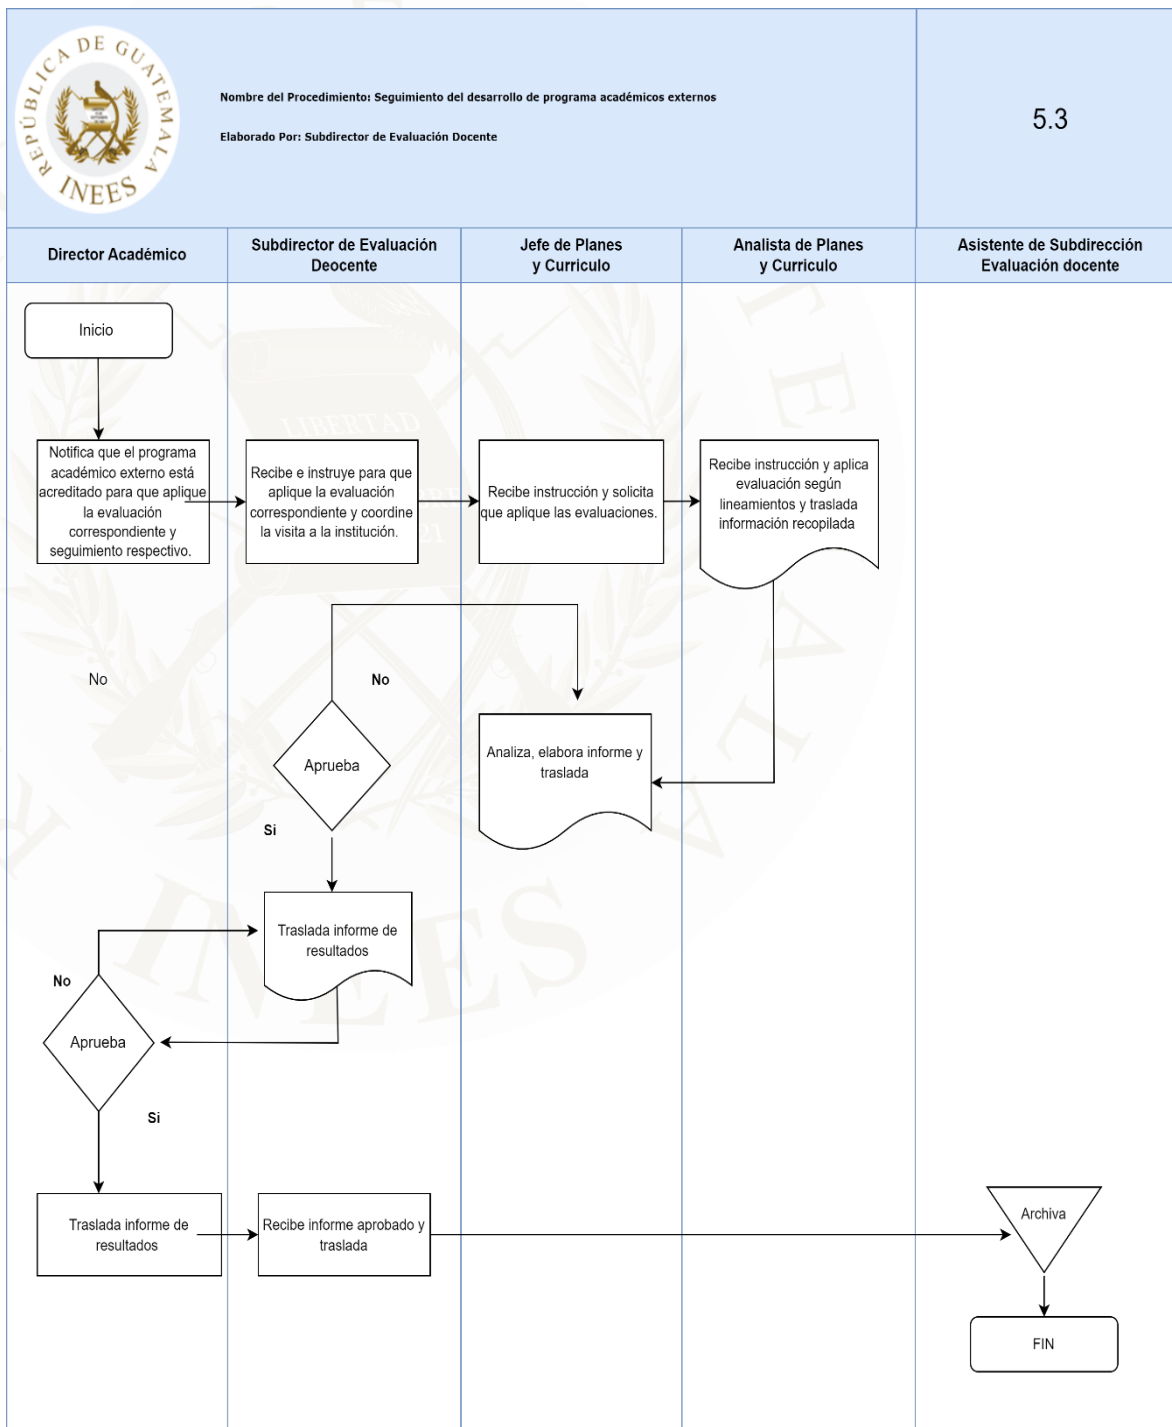 REPÚBLICA DE GUATEMALA
INEES
Nombre del Procedimiento: Seguimiento del desarrollo de programa académicos externos
Elaborado Por: Subdirector de Evaluación Docente
5.3
Director Académico
Subdirector de Evaluación
Deocente
Jefe de Planes
y Curriculo
Analista de Planes
y Curriculo
Asistente de Subdirección
Evaluación docente
Inicio
Notifica que el programa
académico externo está
acreditado para que aplique
la evaluación
correspondiente y
seguimiento respectivo.
Recibe e instruye para que
aplique la evaluación
correspondiente y coordine
la visita a la institución.
Recibe instrucción y solicita
que aplique las evaluaciones.
Recibe instrucción y aplica
evaluación según
lineamientos y traslada
información recopilada
LIBERTAD
21
No
No
Aprueba
Analiza, elabora informe y
traslada
Si
Traslada informe de
resultados
No
Aprueba
Si
INEES
Traslada informe de
resultados
Recibe informe aprobado y
traslada
Archiva
FIN